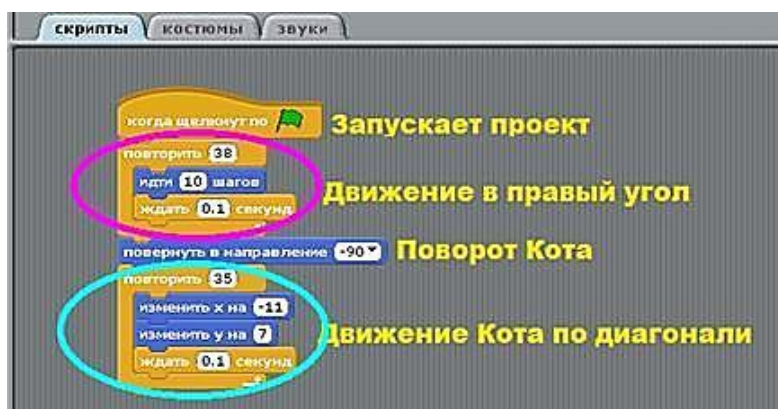 скрипты костюмы звуки
когда щелкнут по Запускает проект
повторить 38
идти 10 шагов
Движение в правый угол
ждать 0.1 секунд
повернуть в направление -90 Поворот Кота
повторить 35
изменить х на -11
изменить у на 7 Движение Кота по диагонали
ждать 0.1 секунд